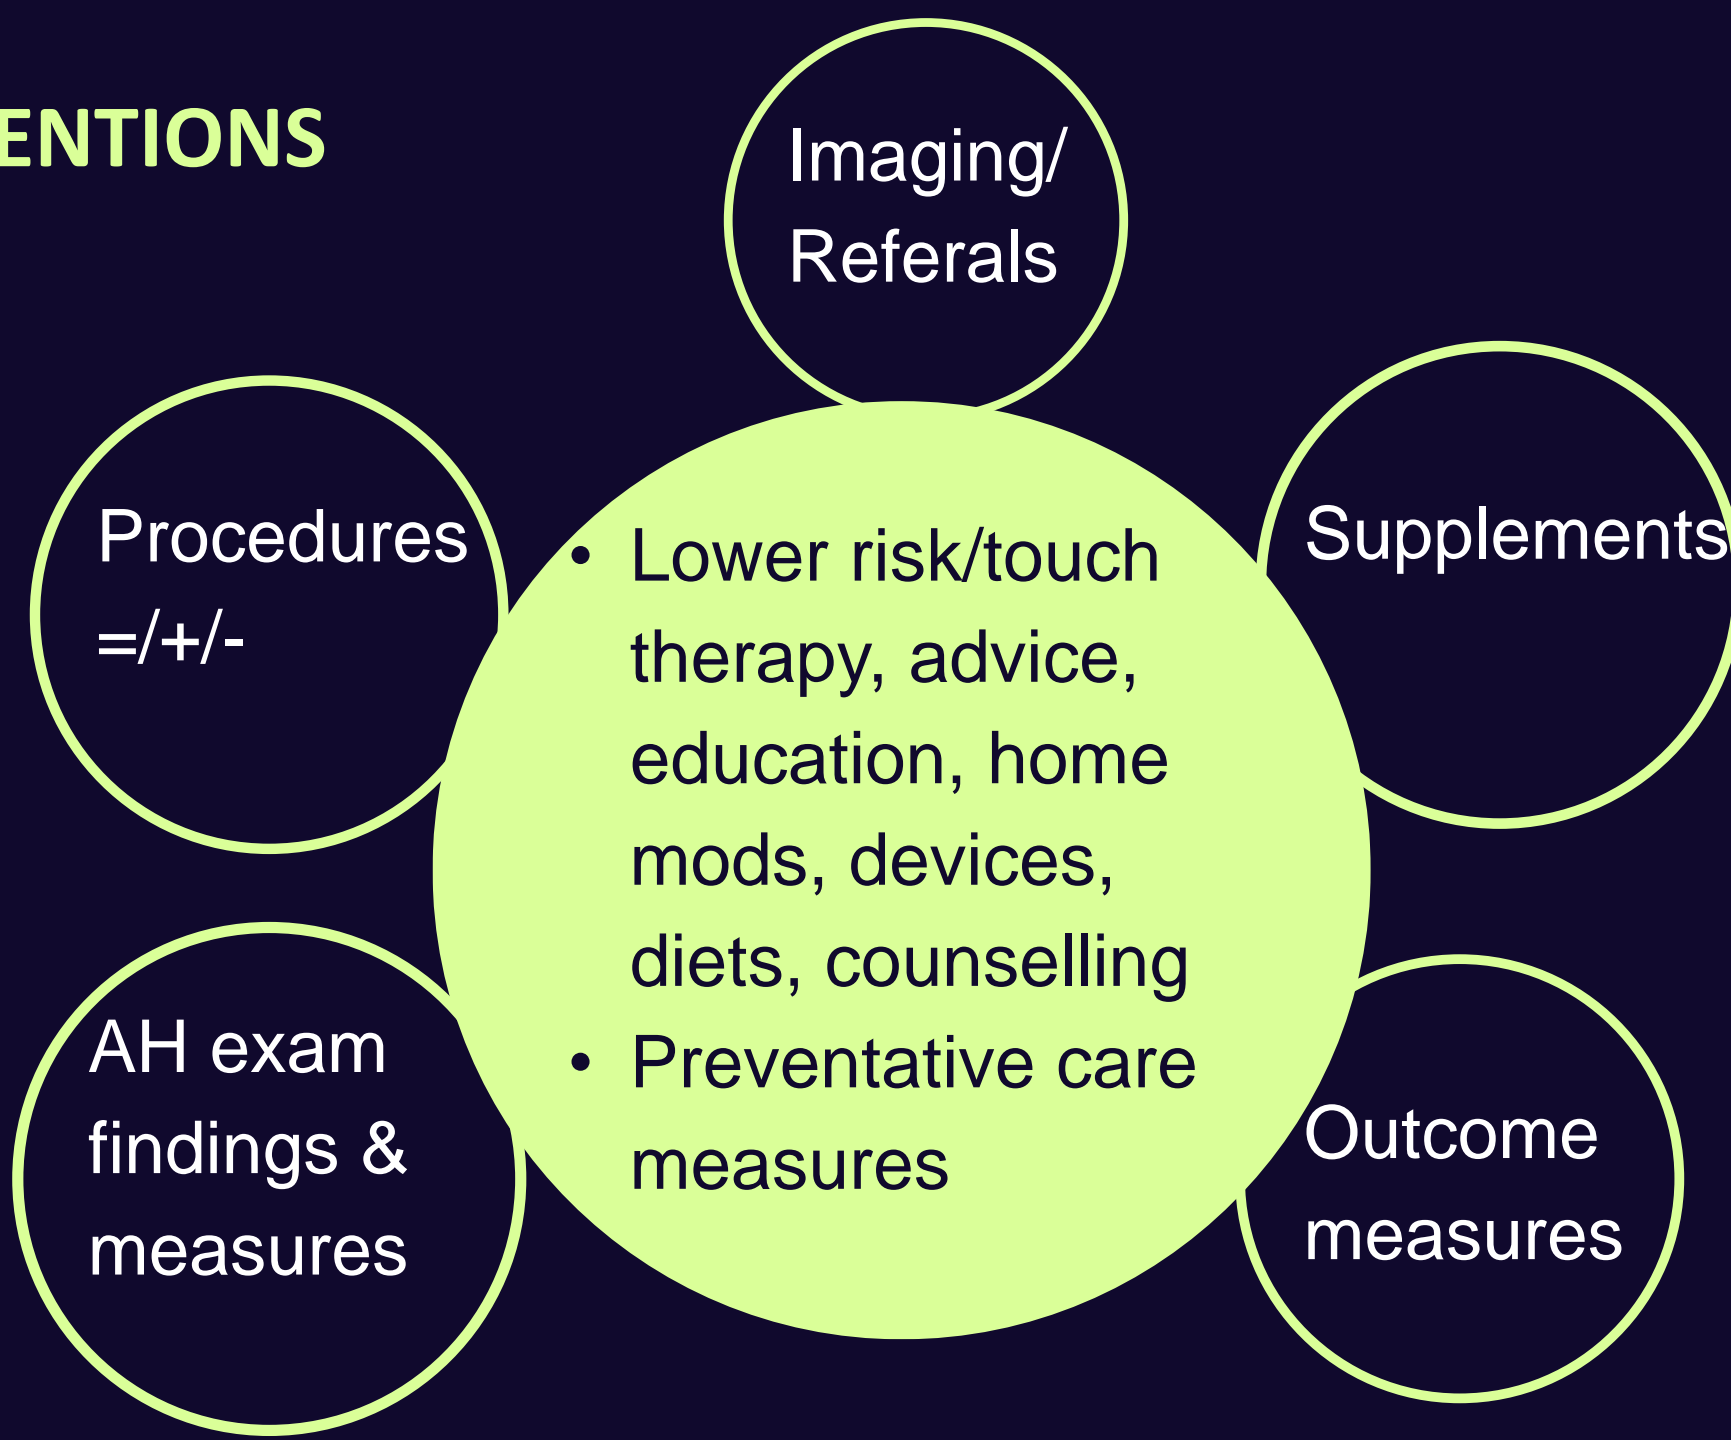 ENTIONS
Imaging/
Referals
Procedures
=/+/-
Supplements
• Lower risk/touch
therapy, advice,
education, home
mods, devices,
diets, counselling
• Preventative care
measures
AH exam
findings &
measures
Outcome
measures